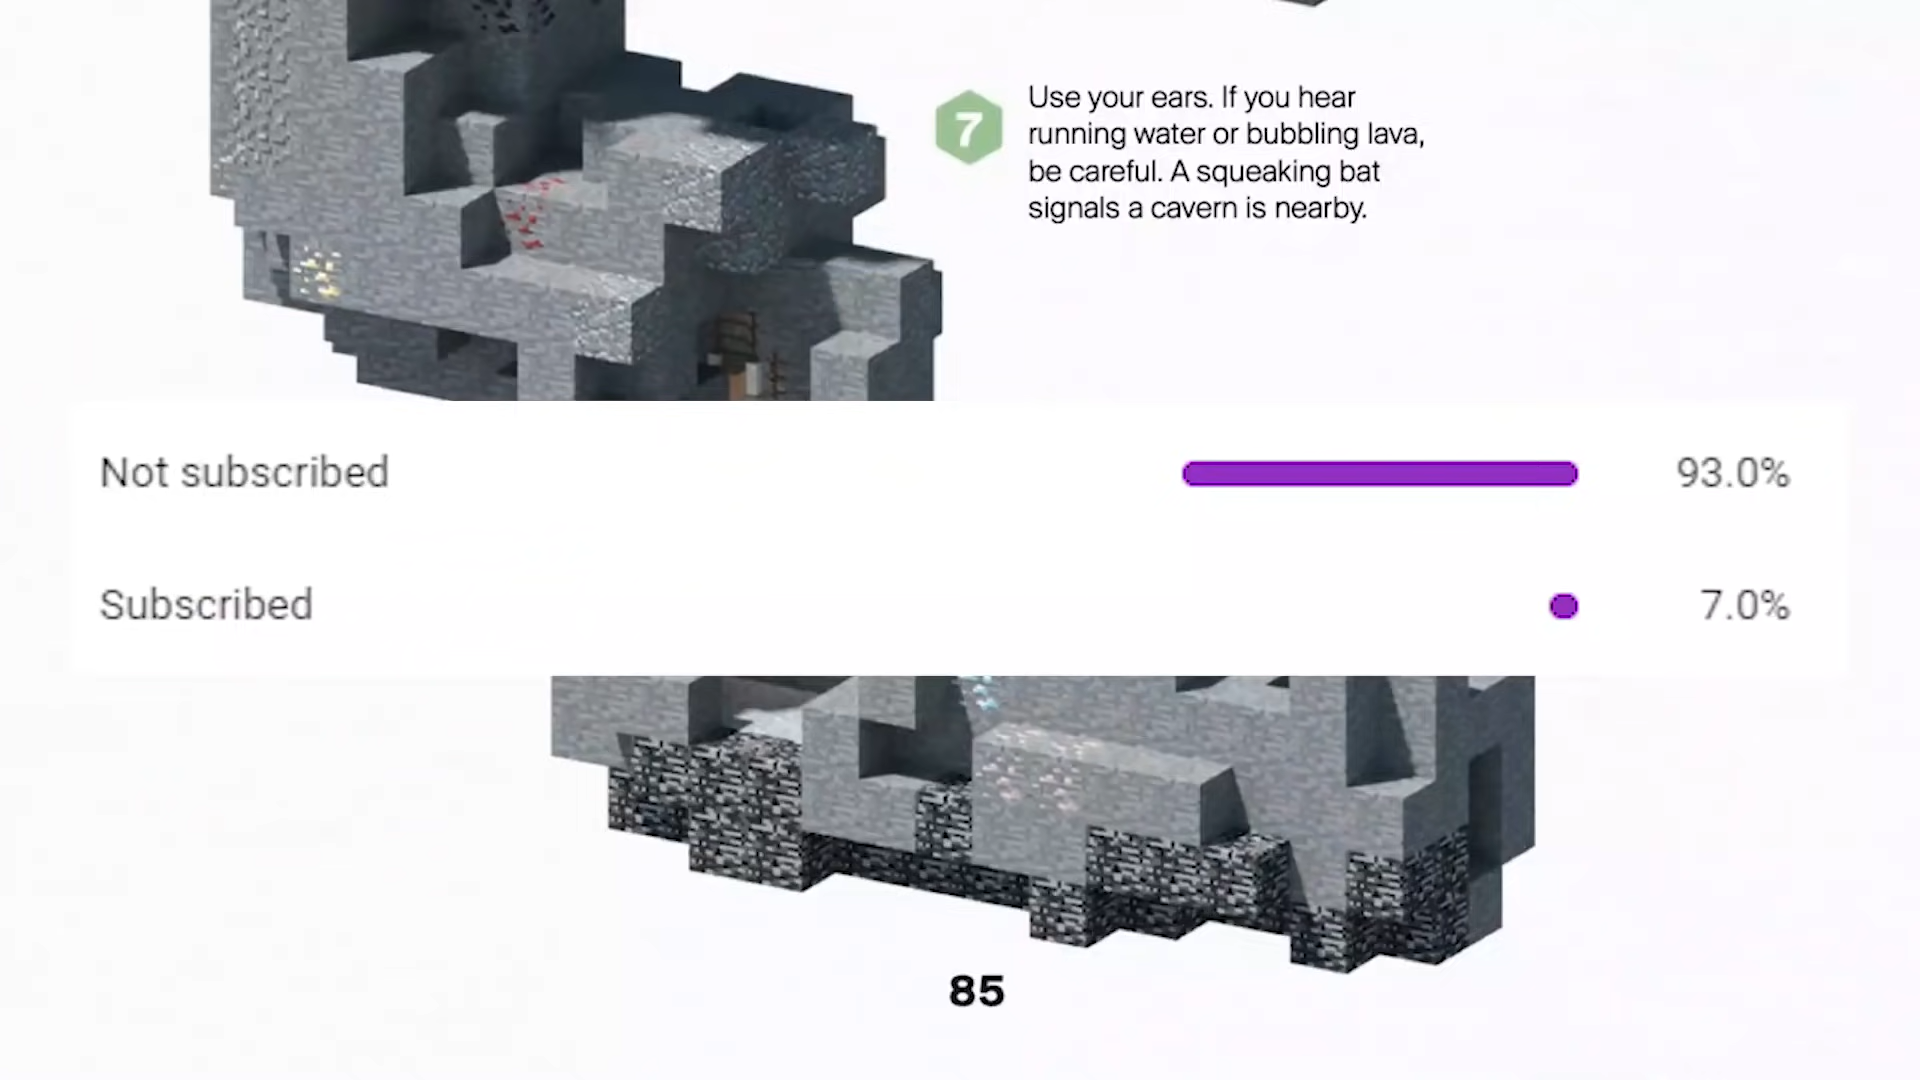 7
Use your ears. If you hear
running water or bubbling lava,
be careful. A squeaking bat
signals a cavern is nearby.
Not subscribed 93.0%
Subscribed 7.0%
85